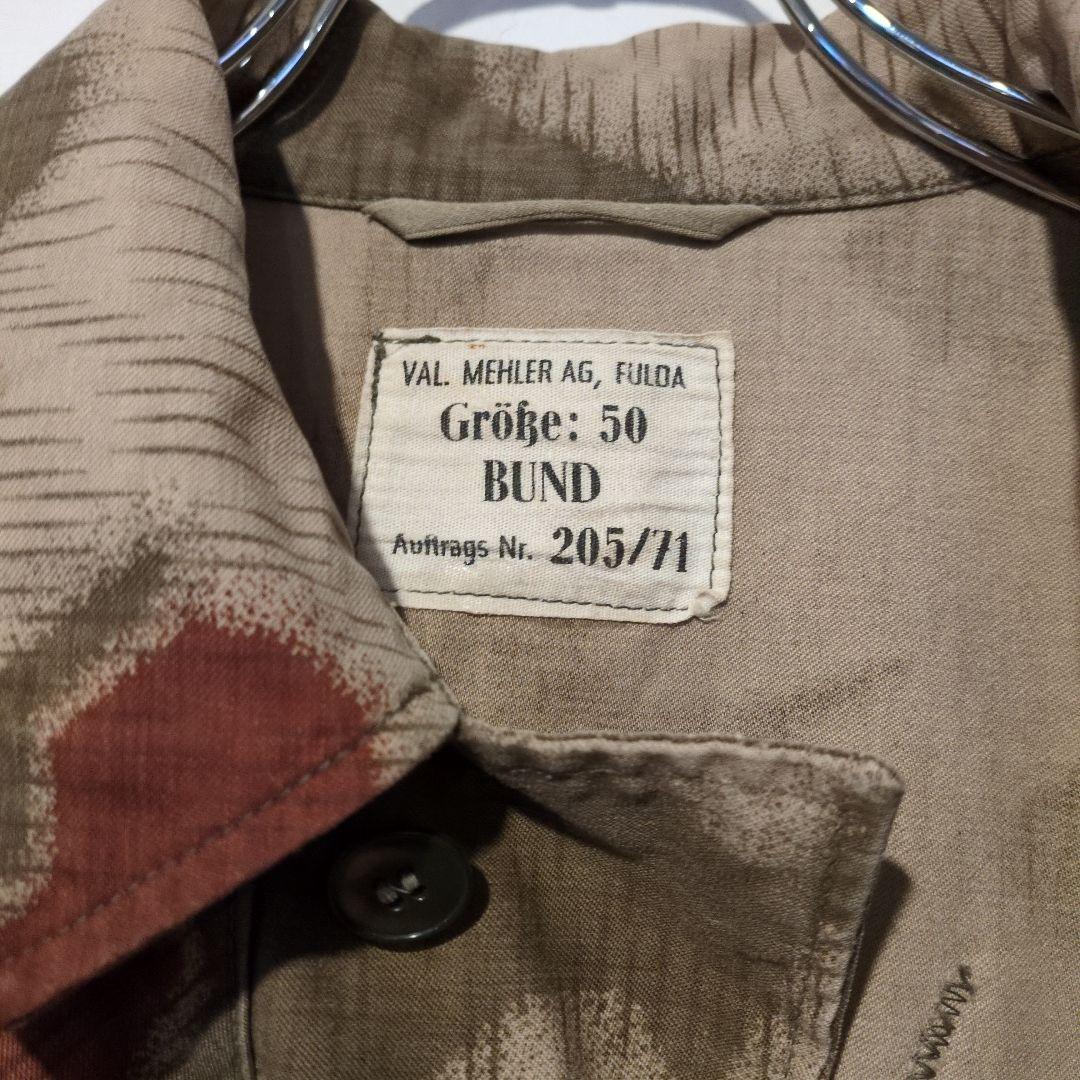 VAL. MEHLER AG, FULDA
Größe: 50
BUND
Auftrags Nr. 205/71